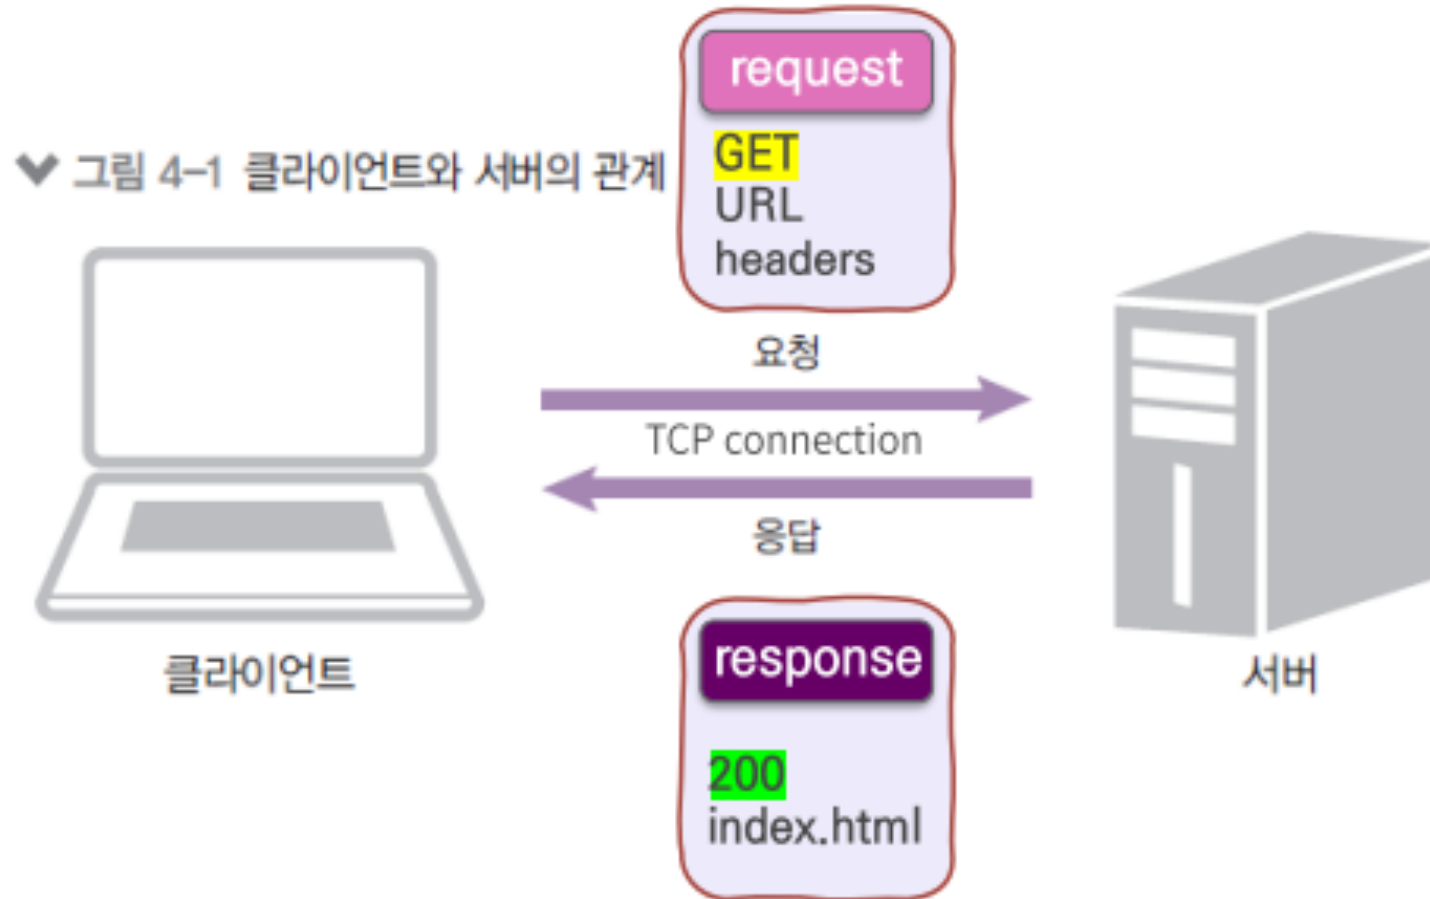 request
GET
URL
headers
그림 4-1 클라이언트와 서버의 관계
요청
TCP connection
응답
클라이언트
서버
response
200
index.html